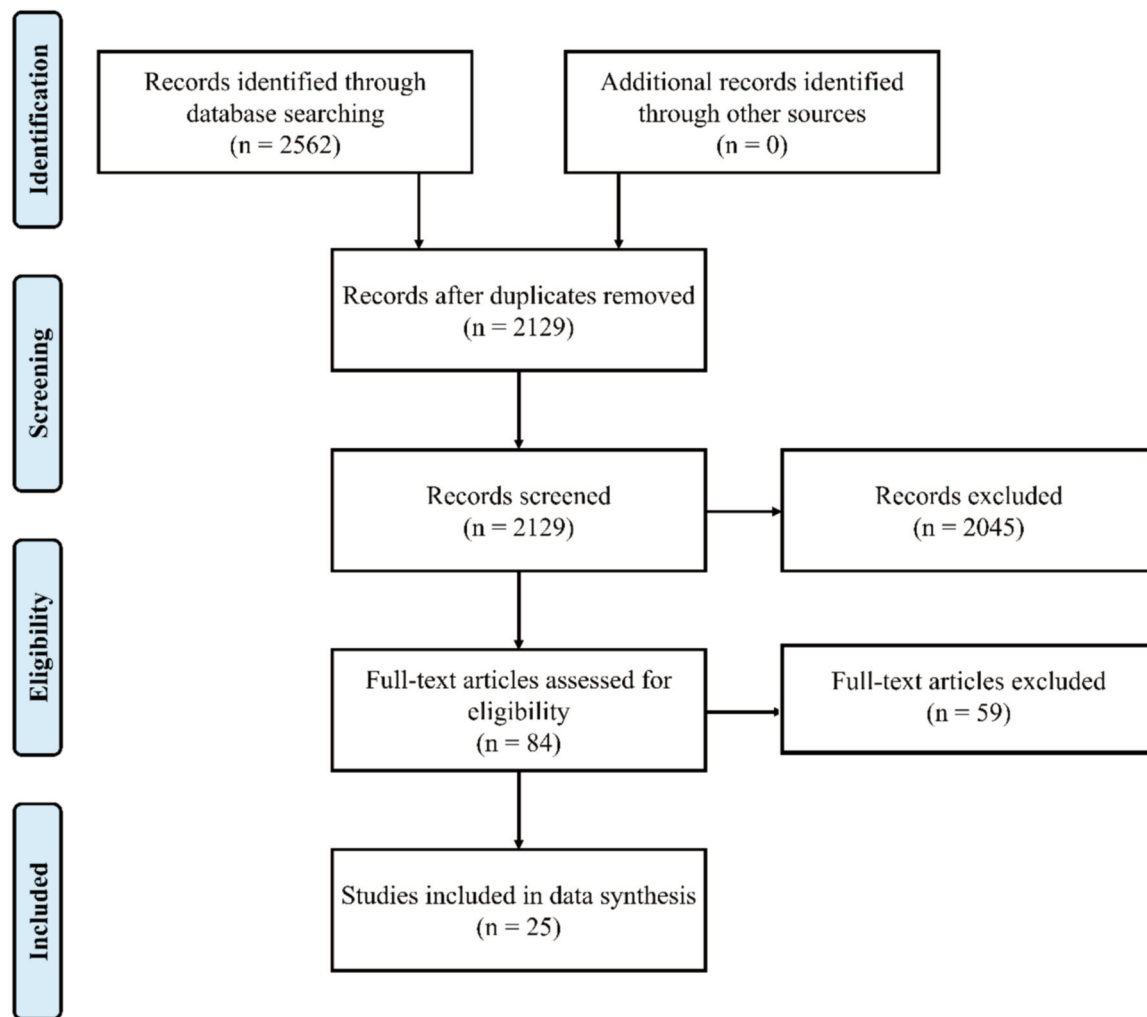 Identification
Records identified through
database searching
(n = 2562)
Additional records identified
through other sources
(n = 0)
Records after duplicates removed
(n = 2129)
Screening
Records screened
(n = 2129)
Records excluded
(n = 2045)
Eligibility
Full-text articles assessed for
eligibility
(n = 84)
Full-text articles excluded
(n = 59)
Included
Studies included in data synthesis
(n = 25)